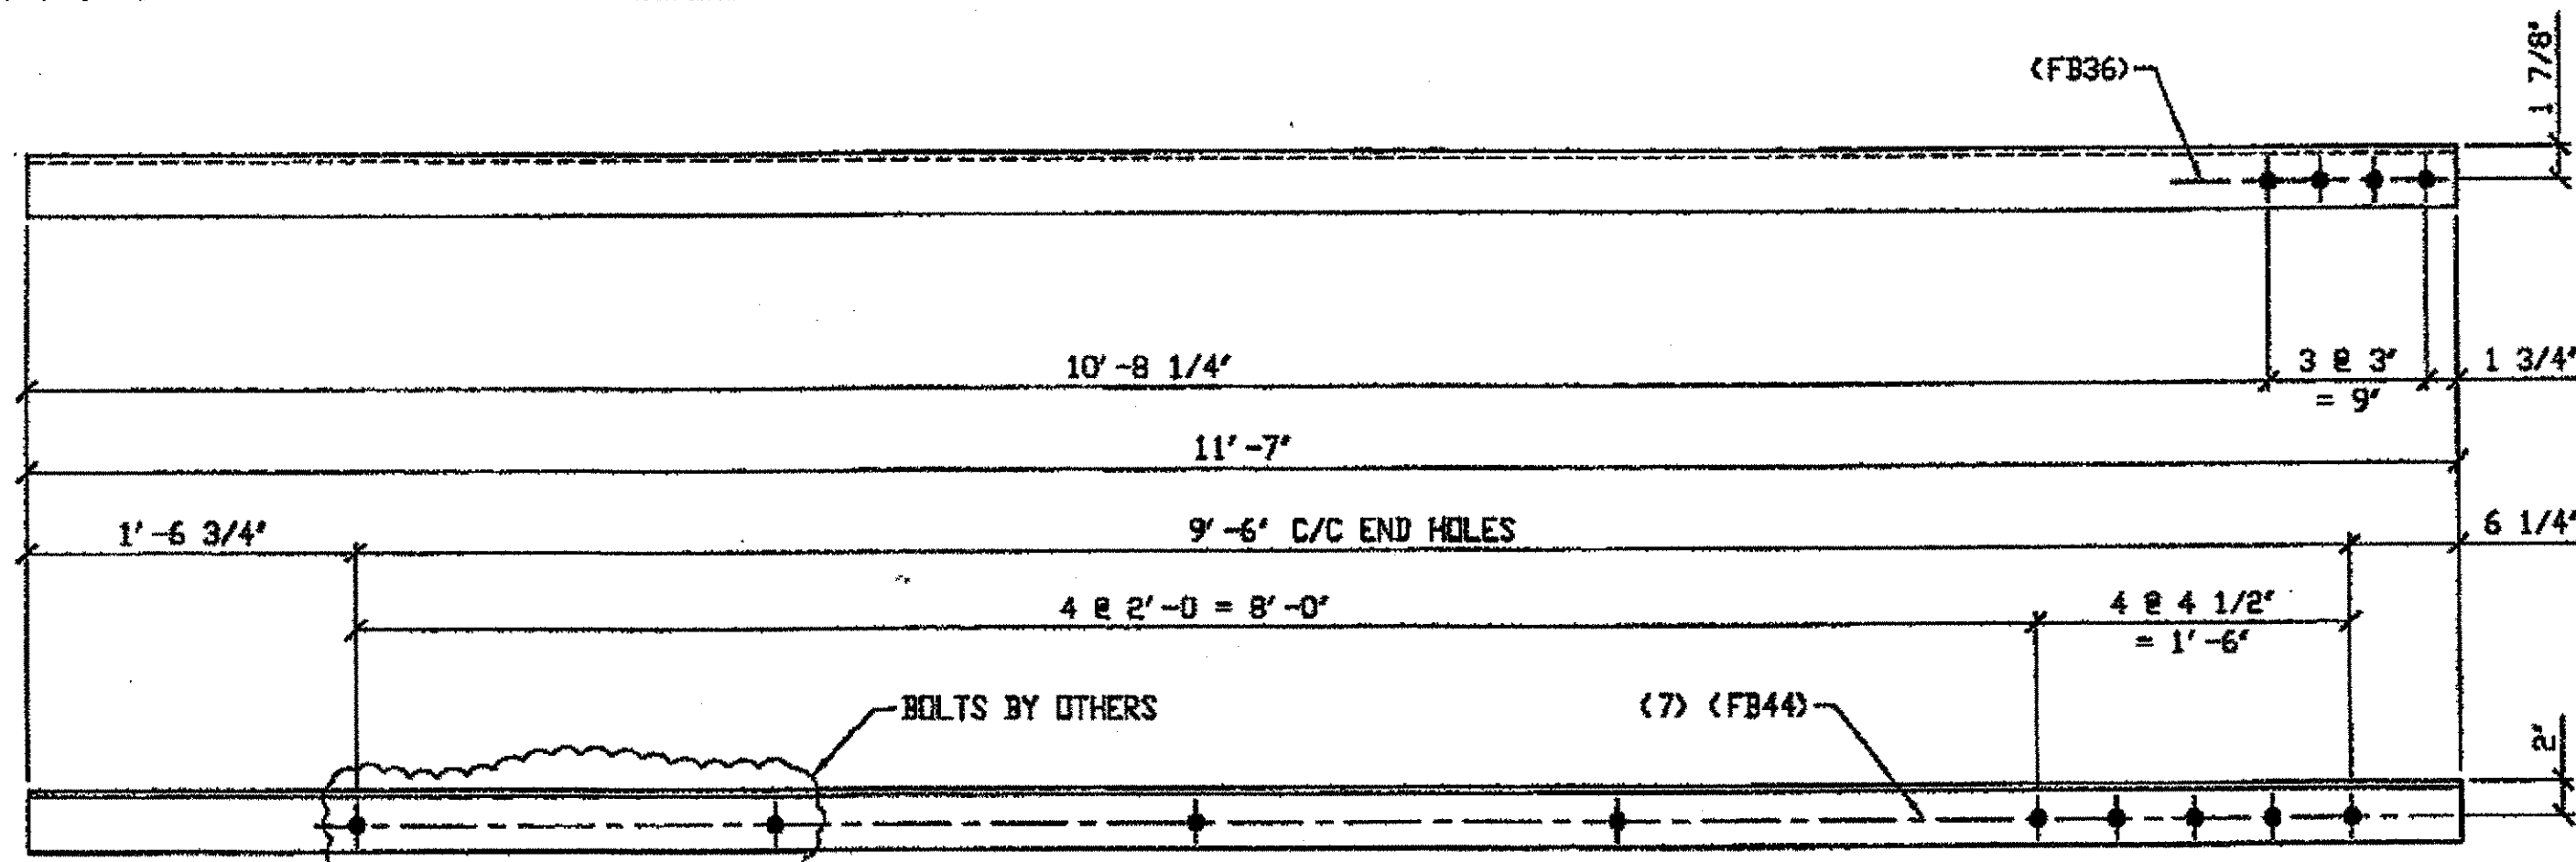 (FB36)
1 7/8"
10'-8 1/4"
3 @ 3"
= 9"
1 3/4"
11'-7"
1'-6 3/4"
9'-6" C/C END HOLES
6 1/4"
4 @ 2'-0 = 8'-0"
4 @ 4 1/2"
= 1'-6"
BOLTS BY OTHERS
(7) (FB44)
2"